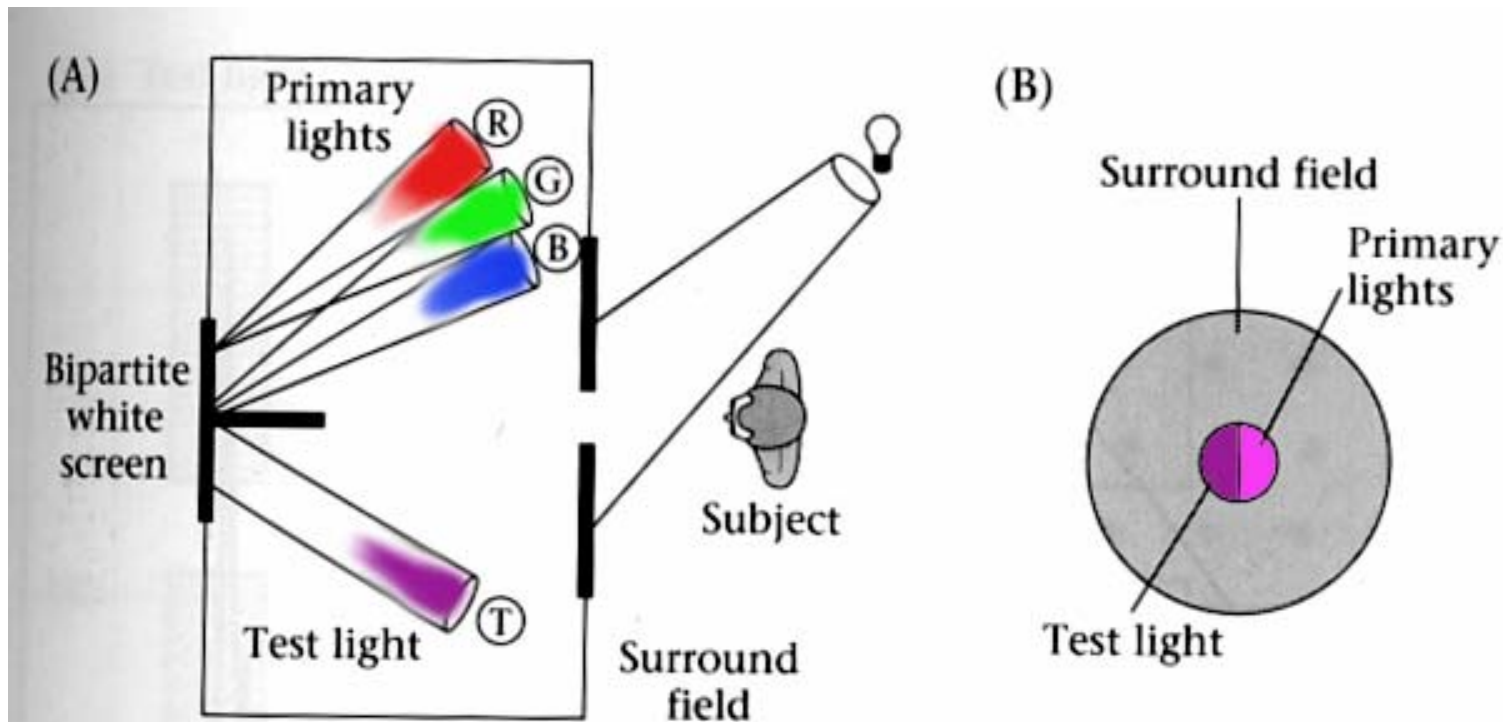 (A)
Primary
lights
R
G
B
Bipartite
white
screen
Subject
Test light
T
Surround
field
(B)
Surround field
Primary
lights
Test light